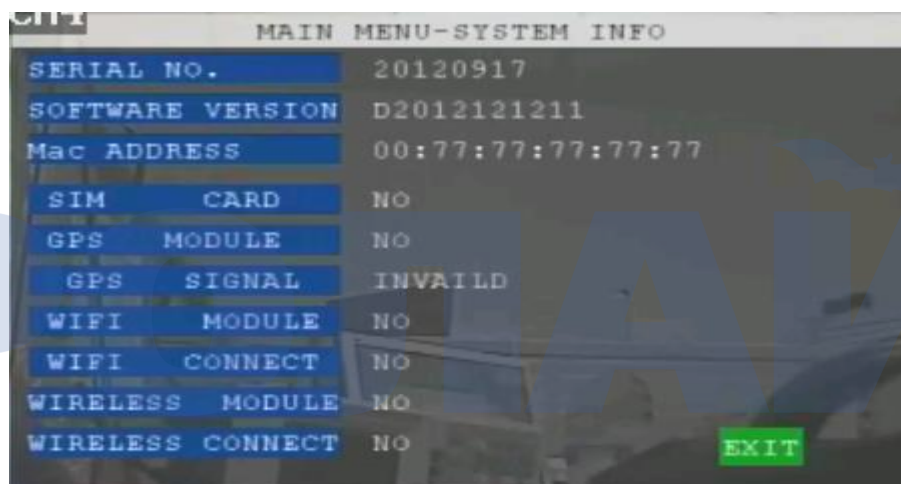 CH4
MAIN MENU-SYSTEM INFO
SERIAL NO. 20120917
SOFTWARE VERSION D2012121211
Mac ADDRESS 00:77:77:77:77:77
SIM CARD NO
GPS MODULE NO
GPS SIGNAL INVAILD
WIFI MODULE NO
WIFI CONNECT NO
WIRELESS MODULE NO
WIRELESS CONNECT NO
EXIT